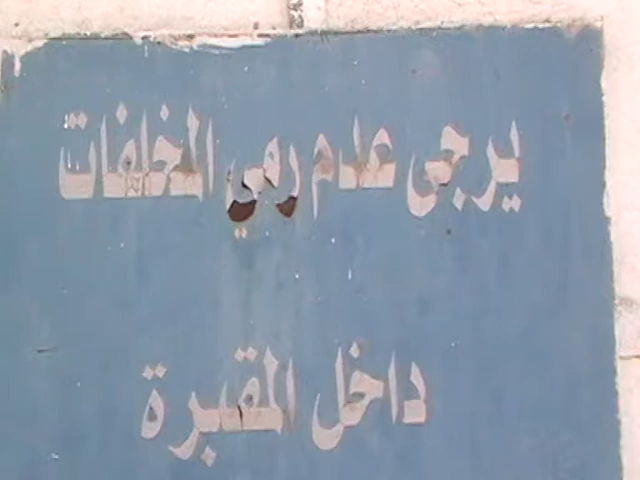 يرجى عدم رمي المخلفات
داخل المقبرة